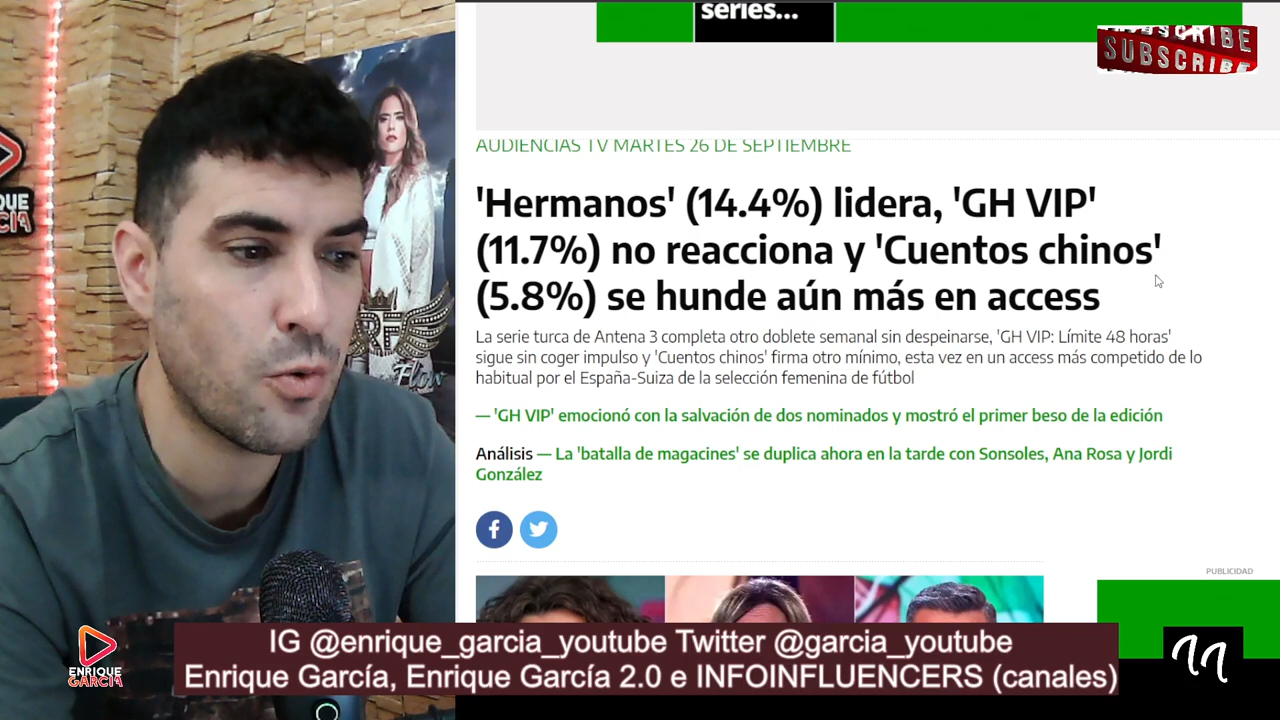 series...
SUBSCRIBE
SUBSCRIBE
SUBSCRIBE
AUDIENCIAS TV MARTES 26 DE SEPTIEMBRE
'Hermanos' (14.4%) lidera, 'GH VIP'
(11.7%) no reacciona y 'Cuentos chinos'
(5.8%) se hunde aún más en access
La serie turca de Antena 3 completa otro doblete semanal sin despeinarse, 'GH VIP: Límite 48 horas'
sigue sin coger impulso y 'Cuentos chinos' firma otro mínimo, esta vez en un access más competido de lo
habitual por el España-Suiza de la selección femenina de fútbol
— 'GH VIP' emocionó con la salvación de dos nominados y mostró el primer beso de la edición
Análisis — La 'batalla de magacines' se duplica ahora en la tarde con Sonsoles, Ana Rosa y Jordi
González
PUBLICIDAD
IG @enrique_garcia_youtube Twitter @garcia_youtube
Enrique García, Enrique García 2.0 e INFOINFLUENCERS (canales)
ENRIQUE
GARCIA